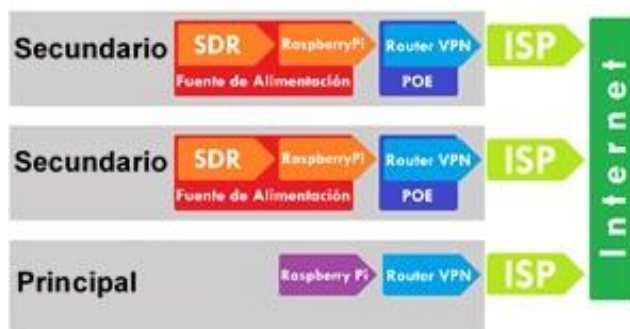 Secundario SDR RaspberryPi Router VPN ISP
Fuente de Alimentación POE
Secundario SDR RaspberryPi Router VPN ISP
Fuente de Alimentación POE
Principal Raspberry Pi Router VPN ISP
Internet